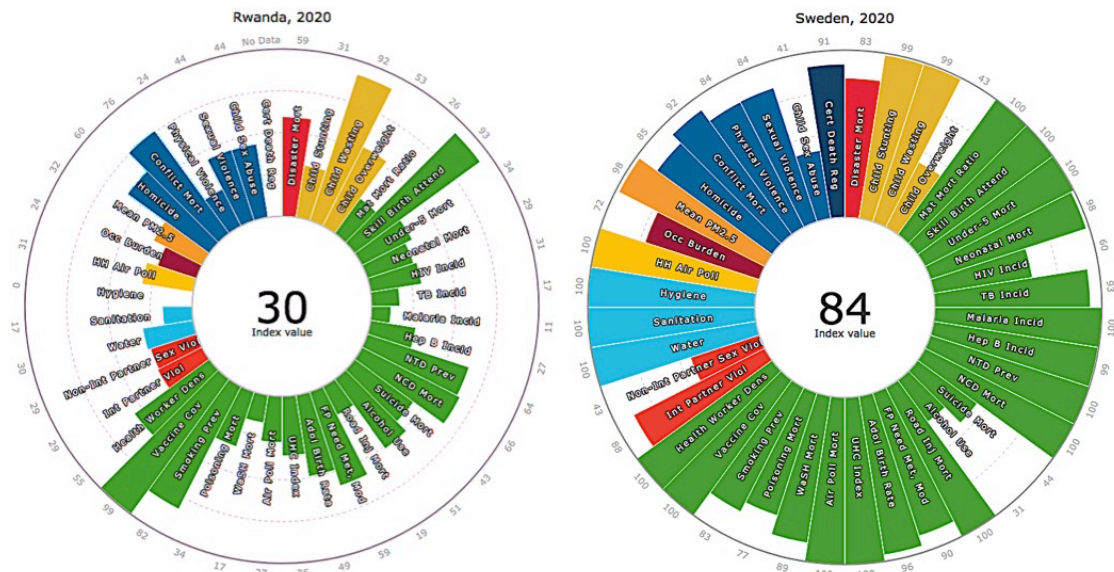 Rwanda, 2020
No Data
59
31
92
53
26
93
34
31
17
11
27
64
43
51
19
59
49
17
34
82
99
55
29
29
30
17
0
31
24
32
60
76
24
44
44
Cert Death Reg
Disaster Mort
Child Stunting
Child Wasting
Child Overweight
Mat Mort Ratio
Skill Birth Attend
Under-5 Mort
Neonatal Mort
HIV Incid
TB Incid
Malaria Incid
Hep B Incid
NTD Prev
NCD Mort
Suicide Mort
Alcohol Use
Road Inj Mort
FP Need Met, Mod
Adol Birth Rate
UHC Index
Air Poll Mort
WaSH Mort
Poisoning Mort
Smoking Prev
Vaccine Cov
Health Worker Dens
Int Partner Viol
Non-Int Partner Sex Viol
Water
Sanitation
Hygiene
HH Air Poll
Occ Burden
Mean PM2.5
Homicide
Conflict Mort
Physical Violence
Sexual Violence
Child Sex Abuse
30
Index value
Sweden, 2020
91
83
99
99
43
100
100
100
98
60
93
100
99
99
100
100
44
31
100
90
96
89
77
83
100
100
88
43
100
100
100
100
72
98
85
92
84
84
41
Cert Death Reg
Disaster Mort
Child Stunting
Child Wasting
Child Overweight
Mat Mort Ratio
Skill Birth Attend
Under-5 Mort
Neonatal Mort
HIV Incid
TB Incid
Malaria Incid
Hep B Incid
NTD Prev
NCD Mort
Suicide Mort
Alcohol Use
Road Inj Mort
FP Need Met, Mod
Adol Birth Rate
UHC Index
Air Poll Mort
WaSH Mort
Poisoning Mort
Smoking Prev
Vaccine Cov
Health Worker Dens
Int Partner Viol
Non-Int Partner Sex Viol
Water
Sanitation
Hygiene
HH Air Poll
Occ Burden
Mean PM2.5
Homicide
Conflict Mort
Physical Violence
Sexual Violence
Child Sex Abuse
84
Index value